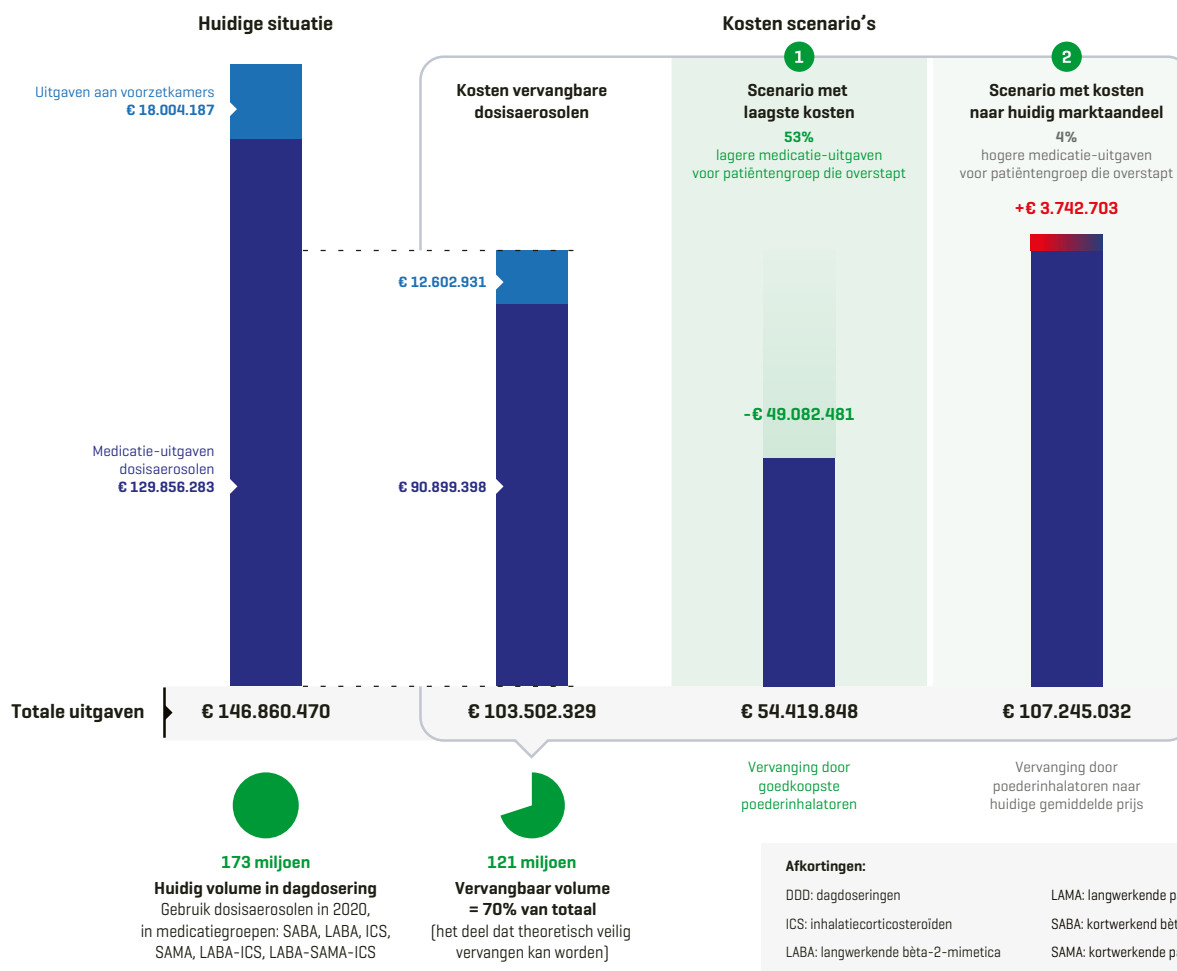 Huidige situatie
Kosten scenario's
Uitgaven aan voorzetkamers
€ 18.004.187
Medicatie-uitgaven
dosisaerosolen
€ 129.856.283
Kosten vervangbare
dosisaerosolen
€ 12.602.931
€ 90.899.398
1
Scenario met
laagste kosten
53%
lagere medicatie-uitgaven
voor patiëntengroep die overstapt
-€ 49.082.481
2
Scenario met kosten
naar huidig marktaandeel
4%
hogere medicatie-uitgaven
voor patiëntengroep die overstapt
+€ 3.742.703
Totale uitgaven
€ 146.860.470
€ 103.502.329
€ 54.419.848
€ 107.245.032
173 miljoen
Huidig volume in dagdosering
Gebruik dosisaerosolen in 2020,
in medicatiegroepen: SABA, LABA, ICS,
SAMA, LABA-ICS, LABA-SAMA-ICS
121 miljoen
Vervangbaar volume
= 70% van totaal
(het deel dat theoretisch veilig
vervangen kan worden)
Vervanging door
goedkoopste
poederinhalatoren
Vervanging door
poederinhalatoren naar
huidige gemiddelde prijs
Afkortingen:
DDD: dagdoseringen
ICS: inhalatiecorticosteroïden
LABA: langwerkende bèta-2-mimetica
LAMA: langwerkende
SABA: kortwerkend
SAMA: kortwerkende